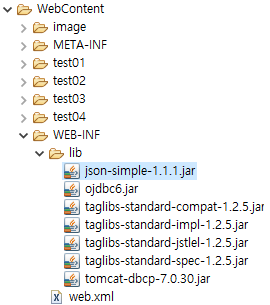 WebContent
image
META-INF
test01
test02
test03
test04
WEB-INF
lib
json-simple-1.1.1.jar
ojdbc6.jar
taglibs-standard-compat-1.2.5.jar
taglibs-standard-impl-1.2.5.jar
taglibs-standard-jstlel-1.2.5.jar
taglibs-standard-spec-1.2.5.jar
tomcat-dbcp-7.0.30.jar
web.xml